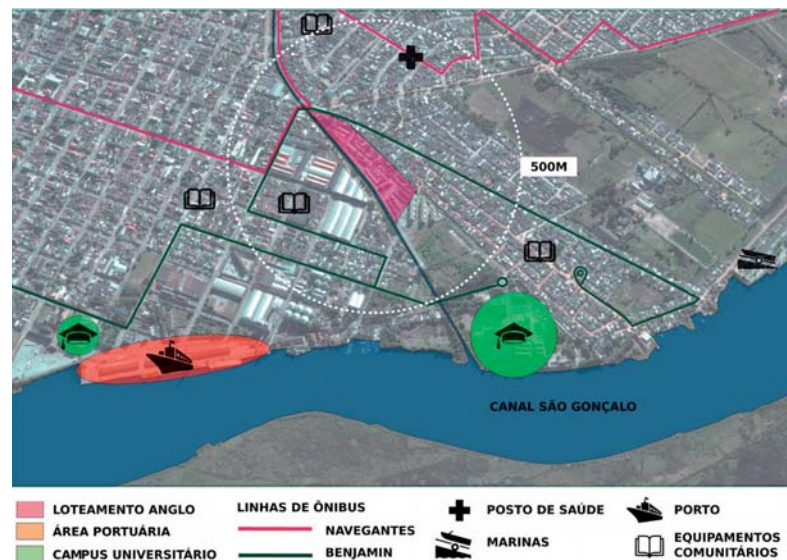 500M
CANAL SÃO GONÇALO
LOTEAMENTO ANGLO
ÁREA PORTUÁRIA
CAMPUS UNIVERSITÁRIO
LINHAS DE ÔNIBUS
NAVEGANTES
BENJAMIN
POSTO DE SAÚDE
MARINAS
PORTO
EQUIPAMENTOS
COMUNITÁRIOS